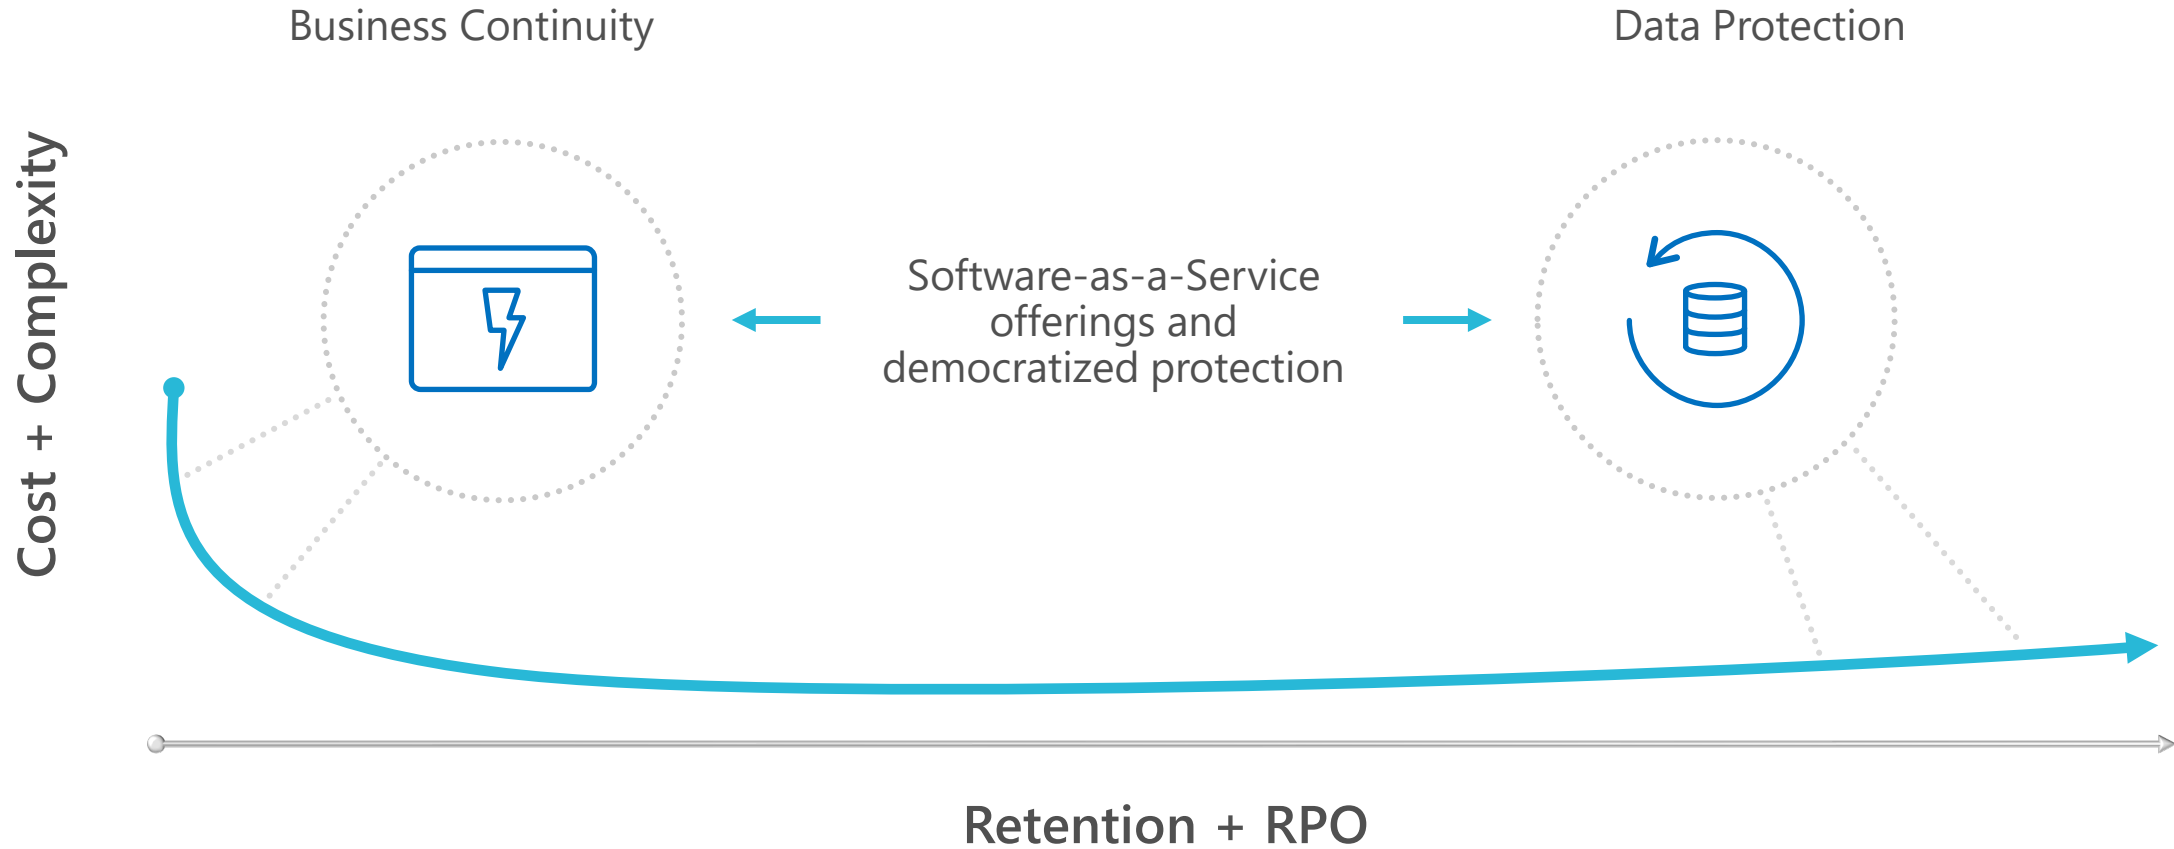 Business Continuity
Data Protection
Cost + Complexity
Software-as-a-Service
offerings and
democratized protection
Retention + RPO